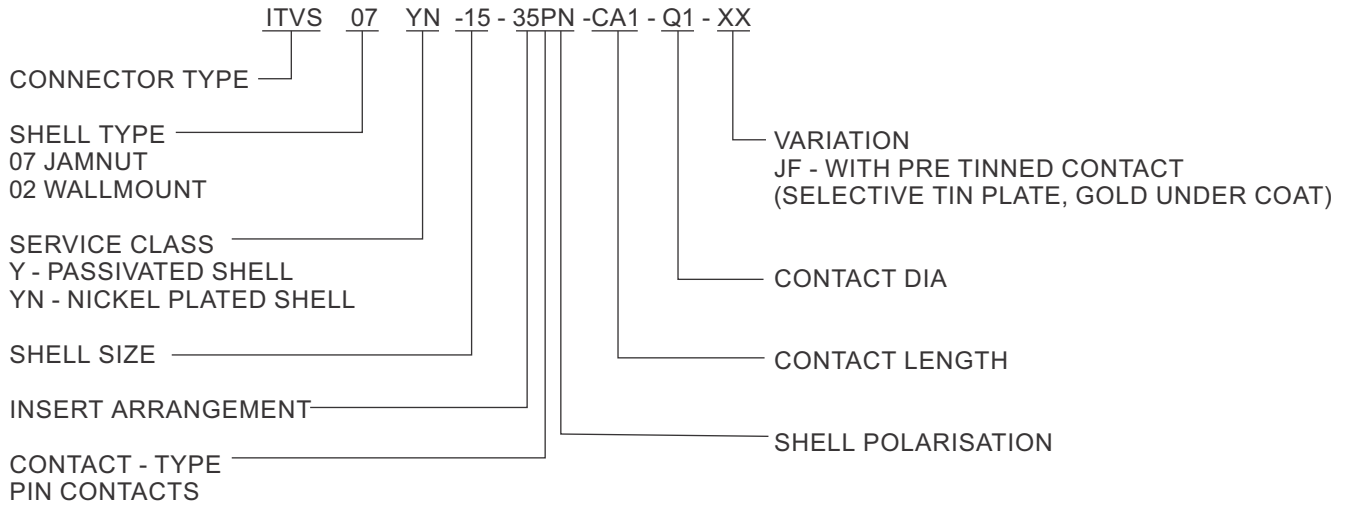 ITVS 07 YN -15 - 35PN -CA1 - Q1 - XX
CONNECTOR TYPE
SHELL TYPE
07 JAMNUT
02 WALLMOUNT
SERVICE CLASS
Y - PASSIVATED SHELL
YN - NICKEL PLATED SHELL
SHELL SIZE
INSERT ARRANGEMENT
CONTACT - TYPE
PIN CONTACTS
VARIATION
JF - WITH PRE TINNED CONTACT
(SELECTIVE TIN PLATE, GOLD UNDER COAT)
CONTACT DIA
CONTACT LENGTH
SHELL POLARISATION